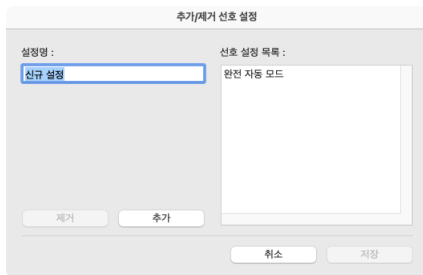 추가/제거 선호 설정
설정명 :
선호 설정 목록 :
신규 설정
완전 자동 모드
제거
추가
취소
저장